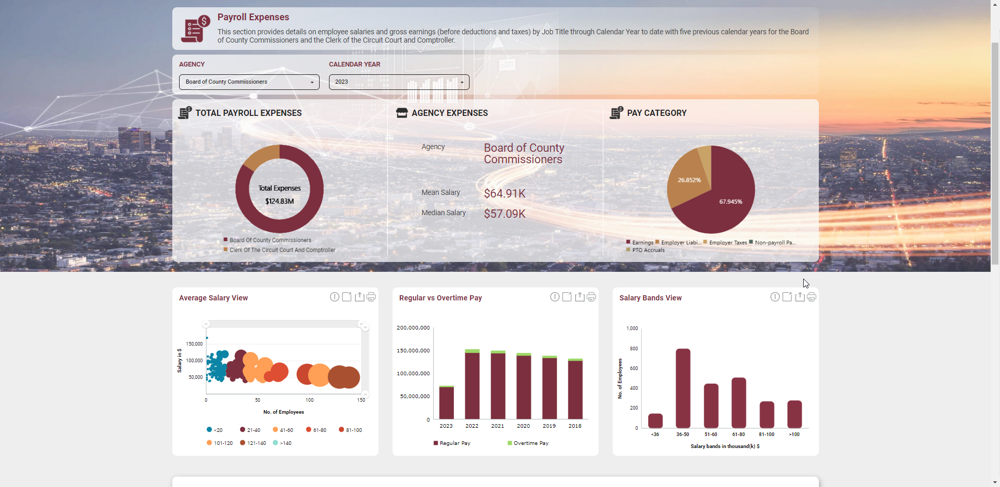 Payroll Expenses
This section provides details on employee salaries and gross earnings (before deductions and taxes) by Job Title through Calendar Year to date with five previous calendar years for the Board
of County Commissioners and the Clerk of the Circuit Court and Comptroller.
AGENCY
CALENDAR YEAR
Board of County Commissioners
2023
TOTAL PAYROLL EXPENSES
Total Expenses
$124.83M
Board Of County Commissioners
Clerk Of The Circuit Court And Comptroller
AGENCY EXPENSES
Agency
Board of County
Commissioners
Mean Salary
$64.91K
Median Salary
$57.09K
PAY CATEGORY
26.852%
67.945%
Earnings
Employer Liabi...
Employer Taxes
Non-payroll Pa...
PTO Accruals
Average Salary View
Salary in $
150,000
100,000
50,000
0
50
100
150
No. of Employees
<20
21-40
41-60
61-80
81-100
101-120
121-140
>140
Regular vs Overtime Pay
200,000,000
150,000,000
100,000,000
50,000,000
0
2023
2022
2021
2020
2019
2018
Regular Pay
Overtime Pay
Salary Bands View
No. of Employees
1,000
800
600
400
200
0
<36
36-50
51-60
61-80
81-100
>100
Salary bands in thousand(k) $